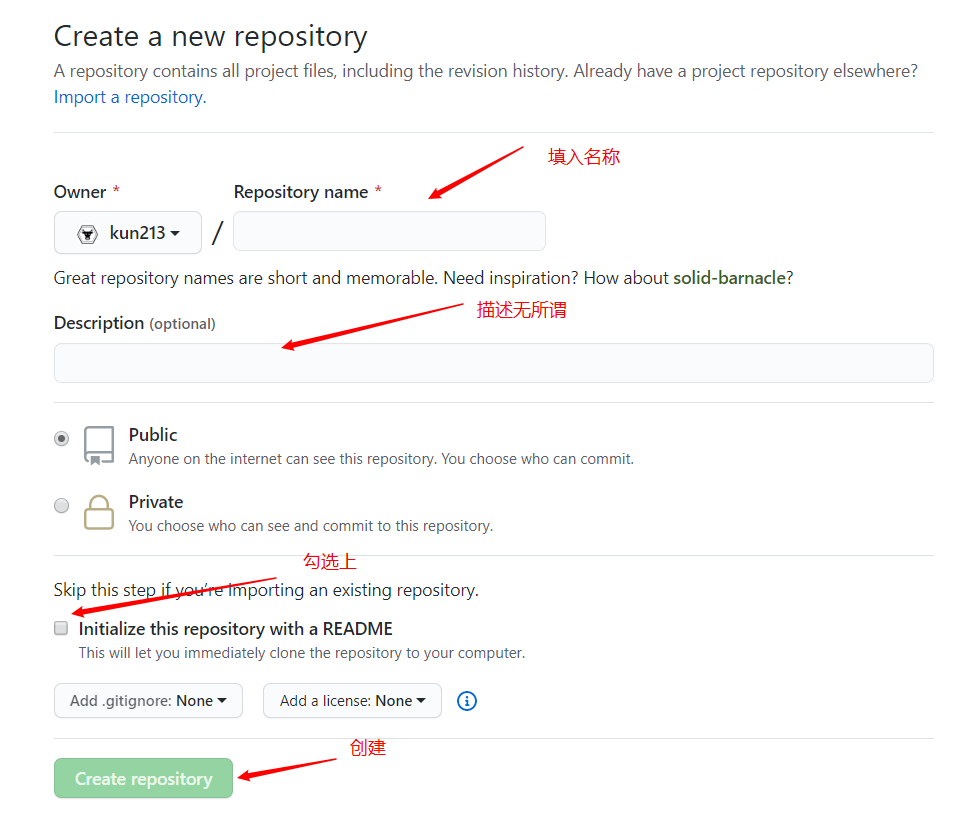 Create a new repository
A repository contains all project files, including the revision history. Already have a project repository elsewhere?
Import a repository.
填入名称
Owner *
Repository name *
kun213
/
Great repository names are short and memorable. Need inspiration? How about solid-barnacle?
描述无所谓
Description (optional)
Public
Anyone on the internet can see this repository. You choose who can commit.
Private
You choose who can see and commit to this repository.
勾选上
Skip this step if you're importing an existing repository.
Initialize this repository with a README
This will let you immediately clone the repository to your computer.
Add .gitignore: None
Add a license: None
创建
Create repository